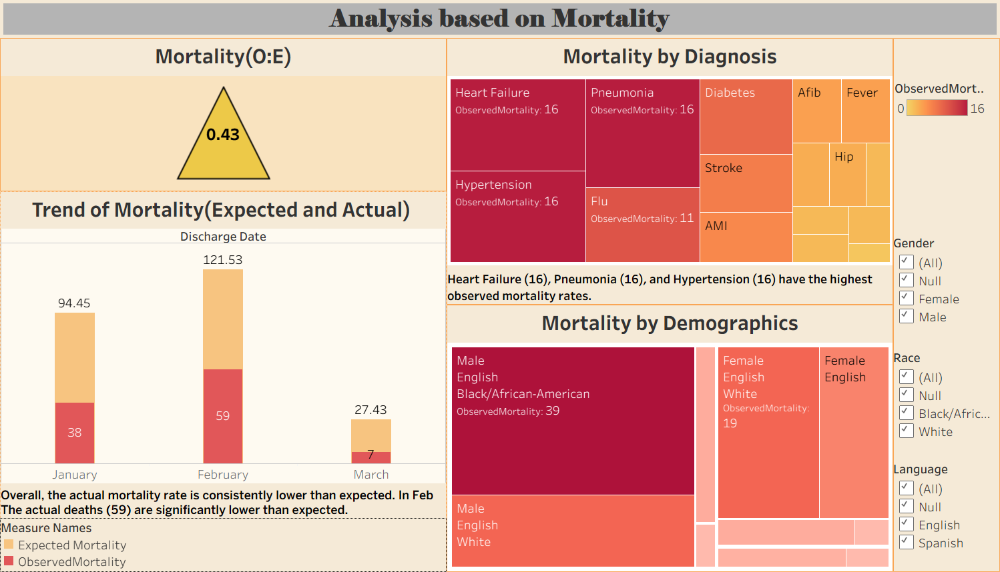 Analysis based on Mortality
Mortality(O:E)
0.43
Trend of Mortality(Expected and Actual)
Discharge Date
94.45
38
121.53
59
27.43
7
January
February
March
Overall, the actual mortality rate is consistently lower than expected. In Feb
The actual deaths (59) are significantly lower than expected.
Measure Names
Expected Mortality
ObservedMortality
Mortality by Diagnosis
Heart Failure
ObservedMortality: 16
Hypertension
ObservedMortality: 16
Pneumonia
ObservedMortality: 16
Flu
ObservedMortality: 11
Diabetes
Stroke
AMI
Afib
Fever
Hip
Heart Failure (16), Pneumonia (16), and Hypertension (16) have the highest
observed mortality rates.
Mortality by Demographics
Male
English
Black/African-American
ObservedMortality: 39
Male
English
White
Female
English
White
ObservedMortality:
19
Female
English
ObservedMort..
0
16
Gender
(All)
Null
Female
Male
Race
(All)
Null
Black/Afric...
White
Language
(All)
Null
English
Spanish